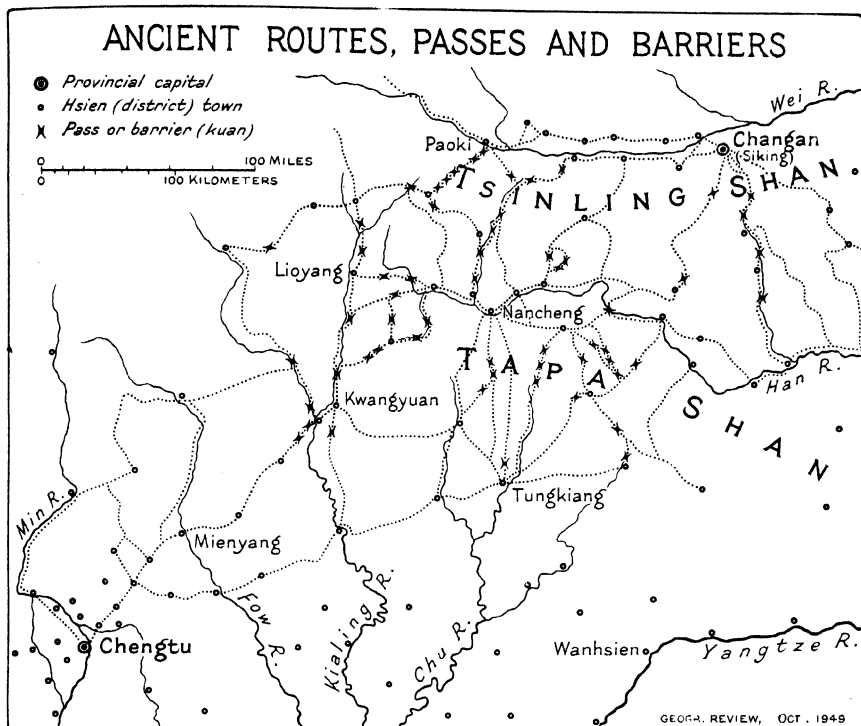 ANCIENT ROUTES, PASSES AND BARRIERS
Provincial capital
Hsien (district) town
Pass or barrier (kuan)
0 100 MILES
0 100 KILOMETERS
Wei R.
Paoki
Changan
(Siking)
TSINLING SHAN
Lioyang
Nancheng
TAPA SHAN
Han R.
Kwangyuan
Tungkiang
Min R.
Mienyang
Fow R.
Kialing R.
Chu R.
Chengtu
Wanhsien
Yangtze R.
GEOGR. REVIEW, OCT. 1949